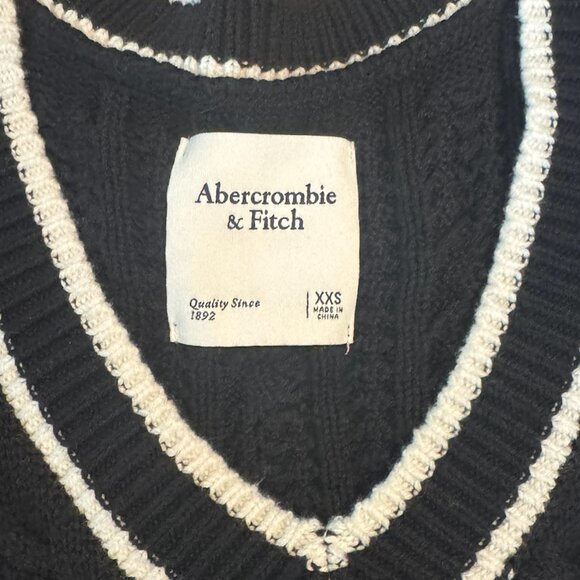 Abercrombie
& Fitch
Quality Since
1892
XXS
MADE IN
CHINA